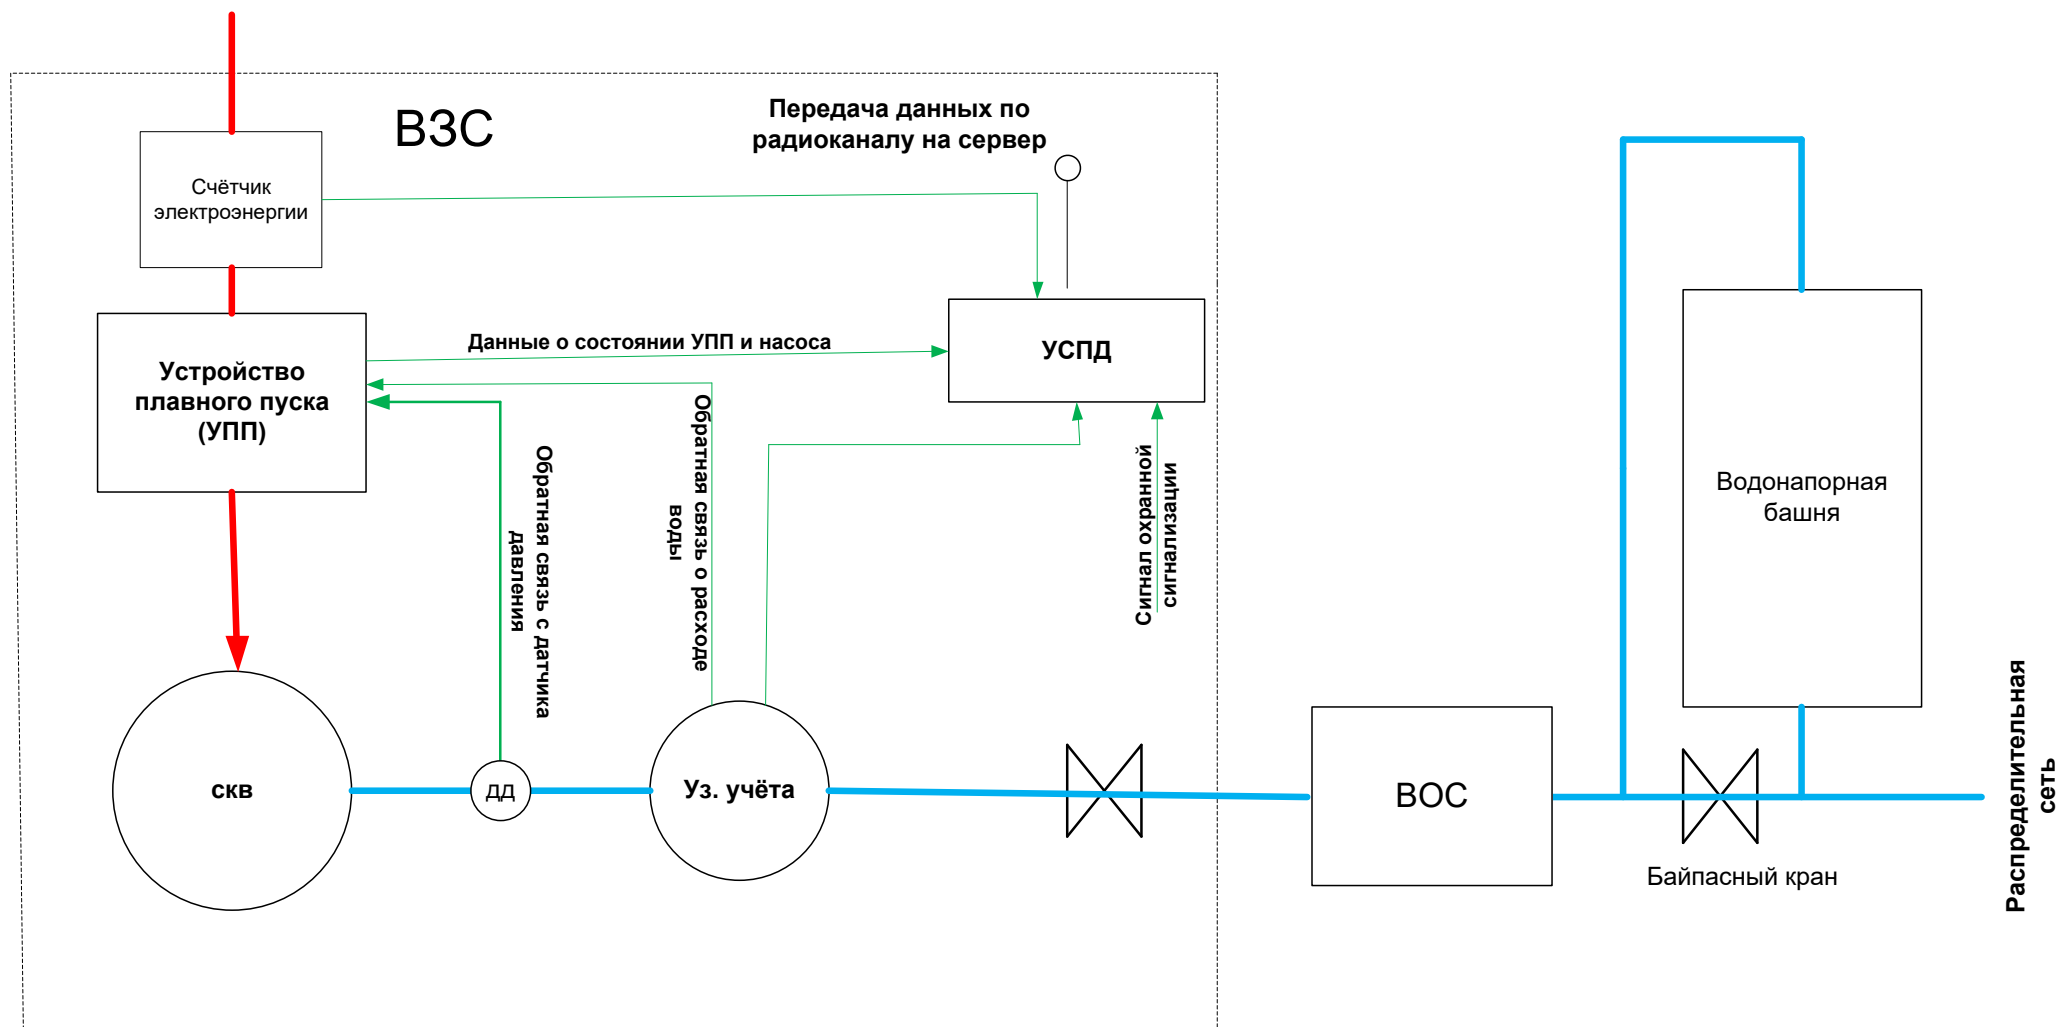 ВЗС
Передача данных по
радиоканалу на сервер
Счётчик
электроэнергии
Данные о состоянии УПП и насоса
УСПД
Устройство
плавного пуска
(УПП)
Обратная связь с датчика
давления
Обратная связь о расходе
воды
Сигнал охранной
сигнализации
Водонапорная
башня
скв
дд
Уз. учёта
ВОС
Байпасный кран
Распределительная
сеть